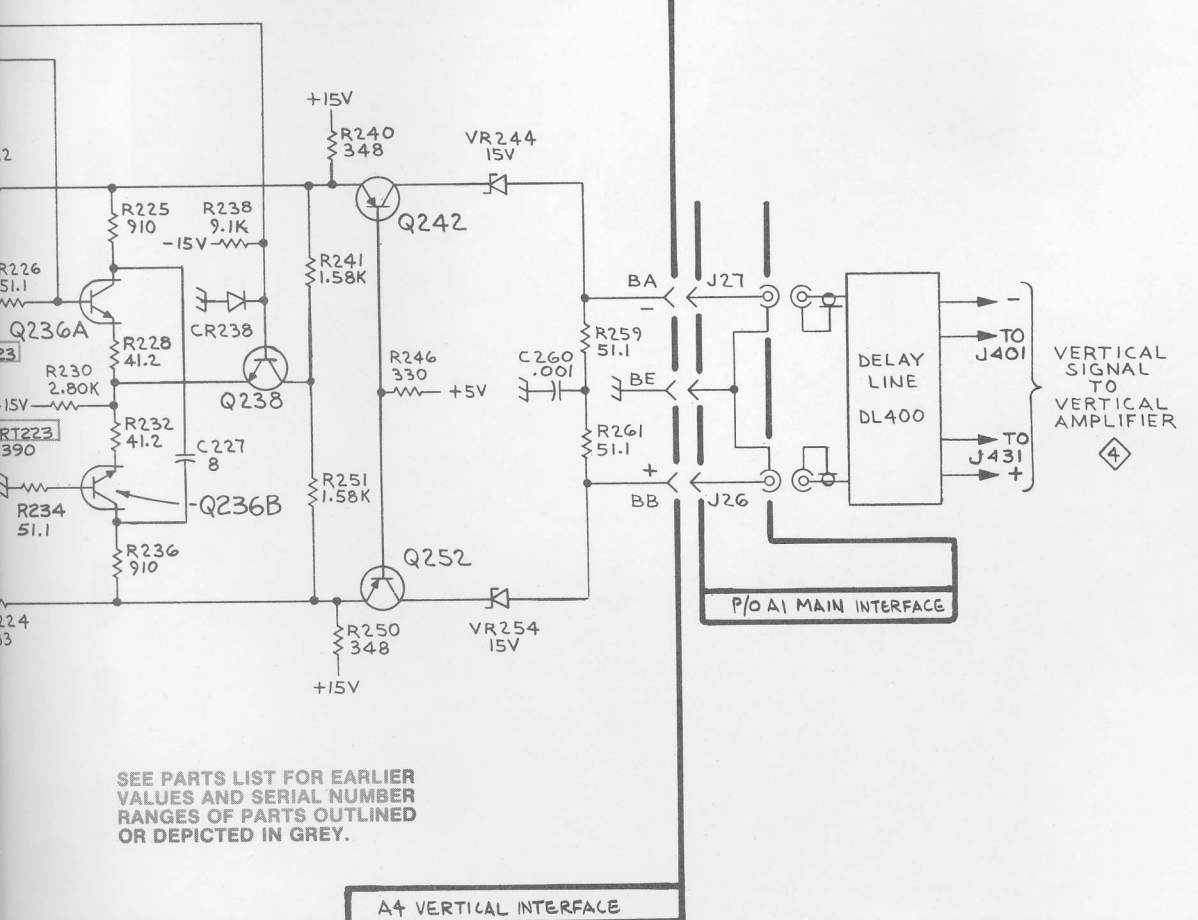 +15V
R240
348
VR244
15V
Q242
R225
910
R238
9.1K
-15V
R226
51.1
Q236A
CR238
R241
1.58K
BA
-
J27
R228
41.2
R230
2.80K
-15V
Q238
R246
330
+5V
C260
.001
R259
51.1
BE
DELAY
LINE
DL400
-
TO
J401
VERTICAL
SIGNAL
TO
VERTICAL
AMPLIFIER
4
RT223
390
R232
41.2
C227
8
R234
51.1
Q236B
R251
1.58K
R261
51.1
+
BB
J26
TO
J431
+
R236
910
Q252
R250
348
+15V
VR254
15V
P/O A1 MAIN INTERFACE
SEE PARTS LIST FOR EARLIER
VALUES AND SERIAL NUMBER
RANGES OF PARTS OUTLINED
OR DEPICTED IN GREY.
A4 VERTICAL INTERFACE